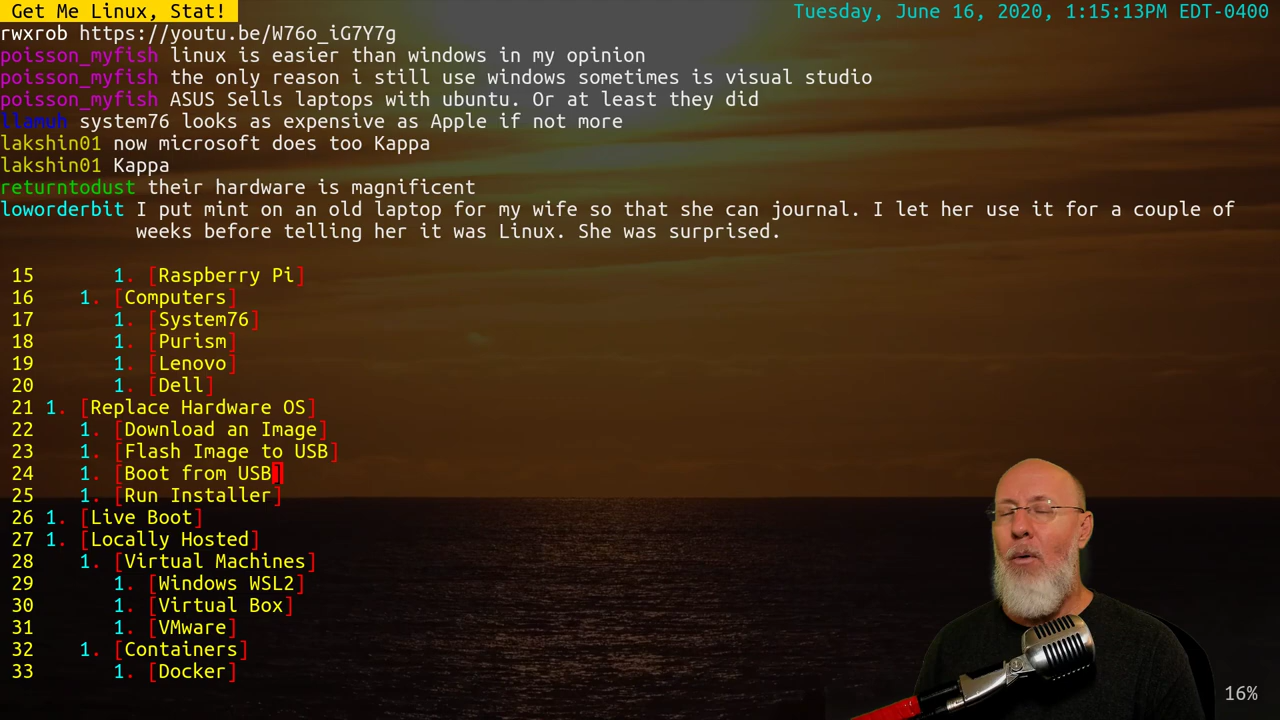 Get Me Linux, Stat!
Tuesday, June 16, 2020, 1:15:13PM EDT-0400
rwxrob https://youtu.be/W76o_iG7Y7g
poisson_myfish linux is easier than windows in my opinion
poisson_myfish the only reason i still use windows sometimes is visual studio
poisson_myfish ASUS Sells laptops with ubuntu. Or at least they did
llamuh system76 looks as expensive as Apple if not more
lakshin01 now microsoft does too Kappa
lakshin01 Kappa
returntodust their hardware is magnificent
loworderbit I put mint on an old laptop for my wife so that she can journal. I let her use it for a couple of
weeks before telling her it was Linux. She was surprised.
15 1. [Raspberry Pi]
16 1. [Computers]
17 1. [System76]
18 1. [Purism]
19 1. [Lenovo]
20 1. [Dell]
21 1. [Replace Hardware OS]
22 1. [Download an Image]
23 1. [Flash Image to USB]
24 1. [Boot from USB]
25 1. [Run Installer]
26 1. [Live Boot]
27 1. [Locally Hosted]
28 1. [Virtual Machines]
29 1. [Windows WSL2]
30 1. [Virtual Box]
31 1. [VMware]
32 1. [Containers]
33 1. [Docker]
16%